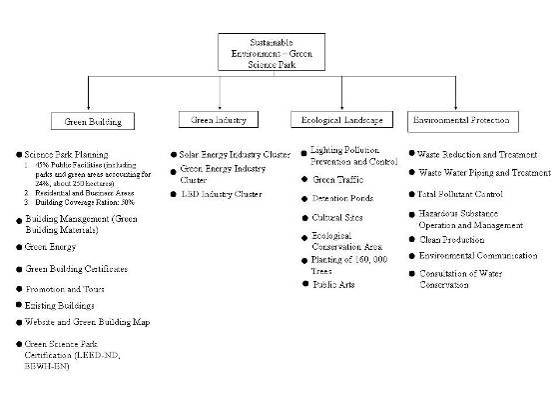 Sustainable
Environment – Green
Science Park
Green Building
Green Industry
Ecological Landscape
Environmental Protection
Science Park Planning
1. 45% Public Facilities (including
parks and green areas accounting for
24%, about 250 hectares)
2. Residential and Business Areas
3. Building Coverage Ration: 50%
Building Management (Green
Building Materials)
Green Energy
Green Building Certificates
Promotion and Tours
Existing Buildings
Website and Green Building Map
Green Science Park
Certification (LEED-ND,
EEWH-EN)
Solar Energy Industry Cluster
Green Energy Industry
Cluster
LED Industry Cluster
Lighting Pollution
Prevention and Control
Green Traffic
Detention Ponds
Cultural Sites
Ecological
Conservation Area
Planting of 160,000
Trees
Public Arts
Waste Reduction and Treatment
Waste Water Piping and Treatment
Total Pollutant Control
Hazardous Substance
Operation and Management
Clean Production
Environmental Communication
Consultation of Water
Conservation